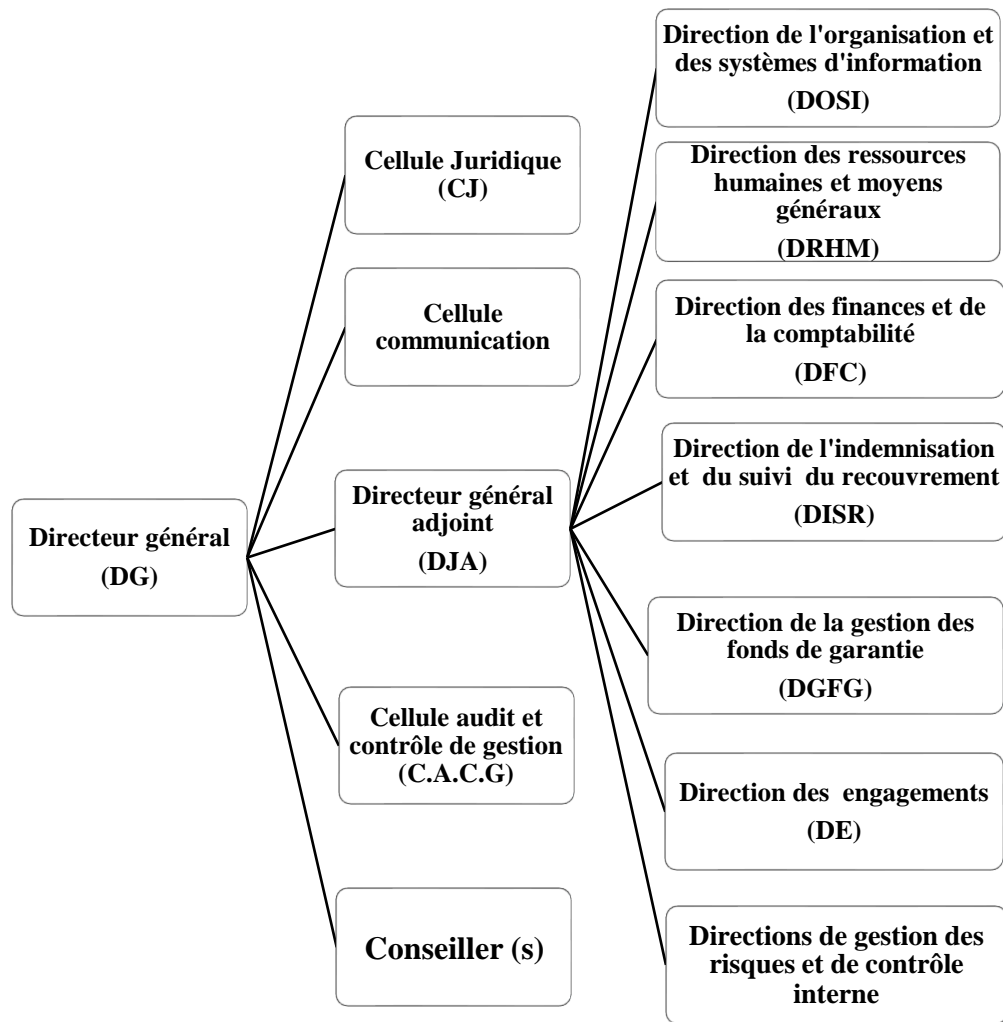 Directeur général
(DG)
Cellule Juridique
(CJ)
Cellule
communication
Directeur général
adjoint
(DJA)
Cellule audit et
contrôle de gestion
(C.A.C.G)
Conseiller (s)
Direction de l'organisation et
des systèmes d'information
(DOSI)
Direction des ressources
humaines et moyens
généraux
(DRHM)
Direction des finances et de
la comptabilité
(DFC)
Direction de l'indemnisation
et du suivi du recouvrement
(DISR)
Direction de la gestion des
fonds de garantie
(DGFG)
Direction des engagements
(DE)
Directions de gestion des
risques et de contrôle
interne